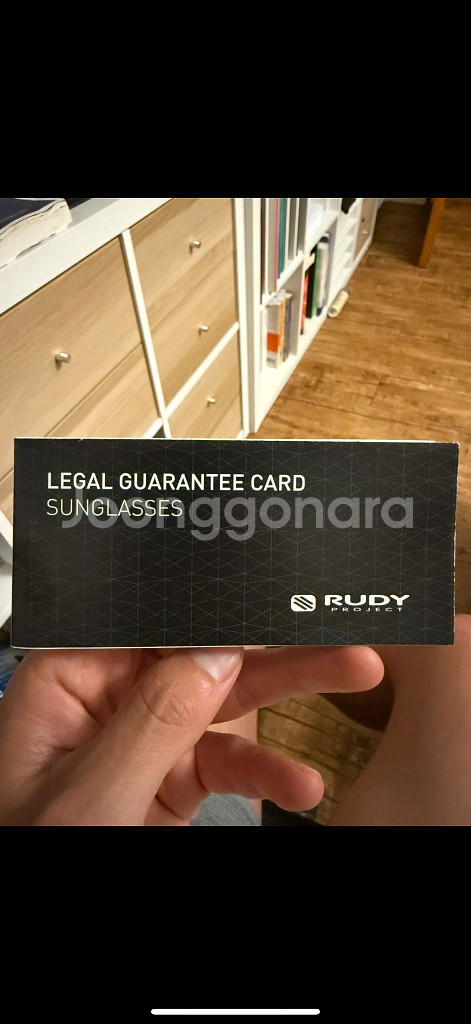 LEGAL GUARANTEE CARD
SUNGLASSES
Joonggonara
RUDY
PROJECT